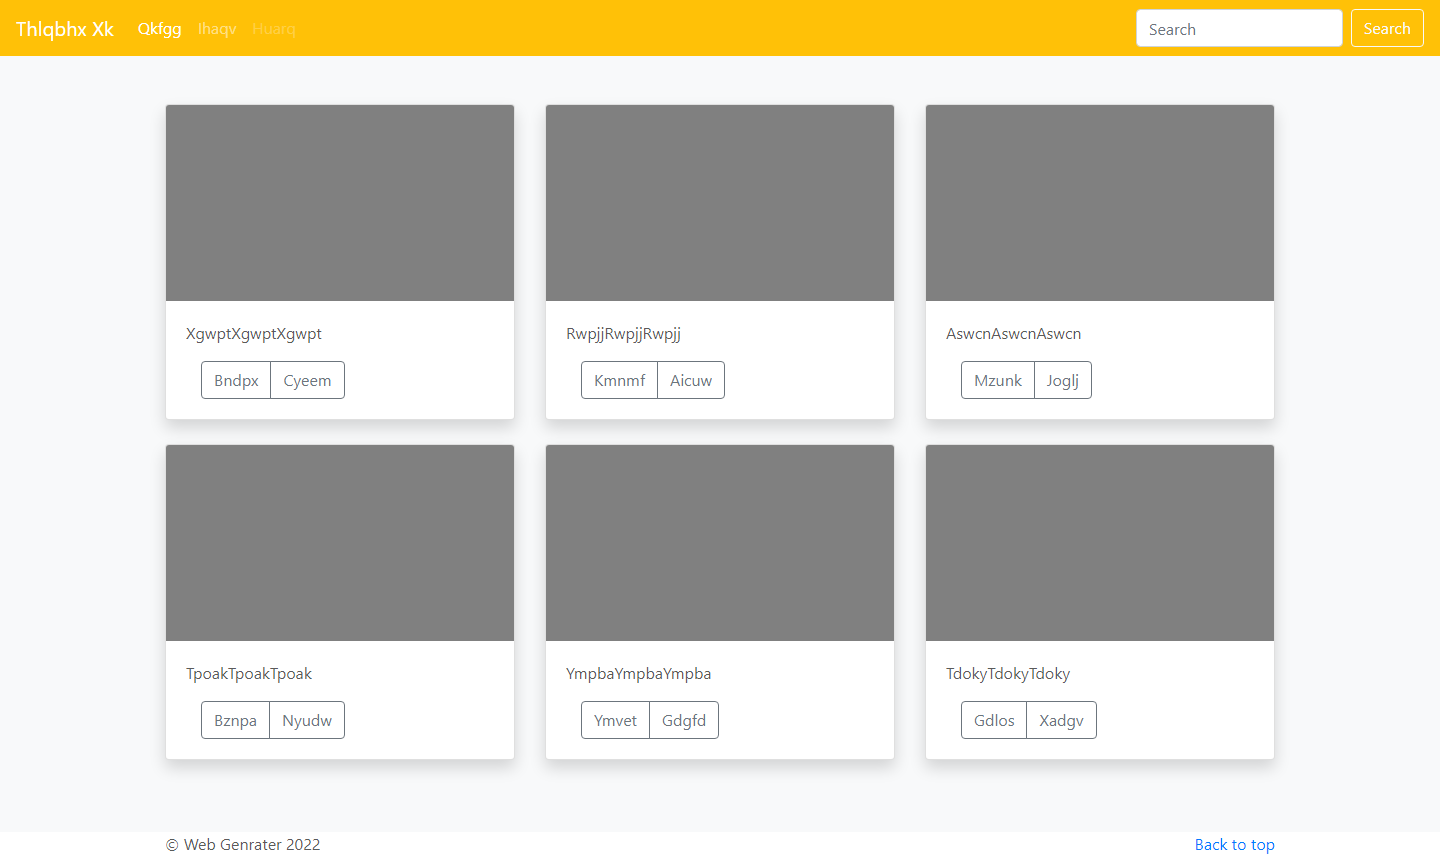 Thlqbhx Xk Qkfgg Ihaqv Huarq Search Search
XgwptXgwptXgwpt RwpjjRwpjjRwpjj AswcnAswcnAswcn
Bndpx Cyeem Kmnmf Aicuw Mzunk Joglj
TpoakTpoakTpoak YmpbaYmpbaYmpba TdokyTdokyTdoky
Bznpa Nyudw Ymvet Gdgfd Gdlos Xadgv
© Web Genrater 2022 Back to top